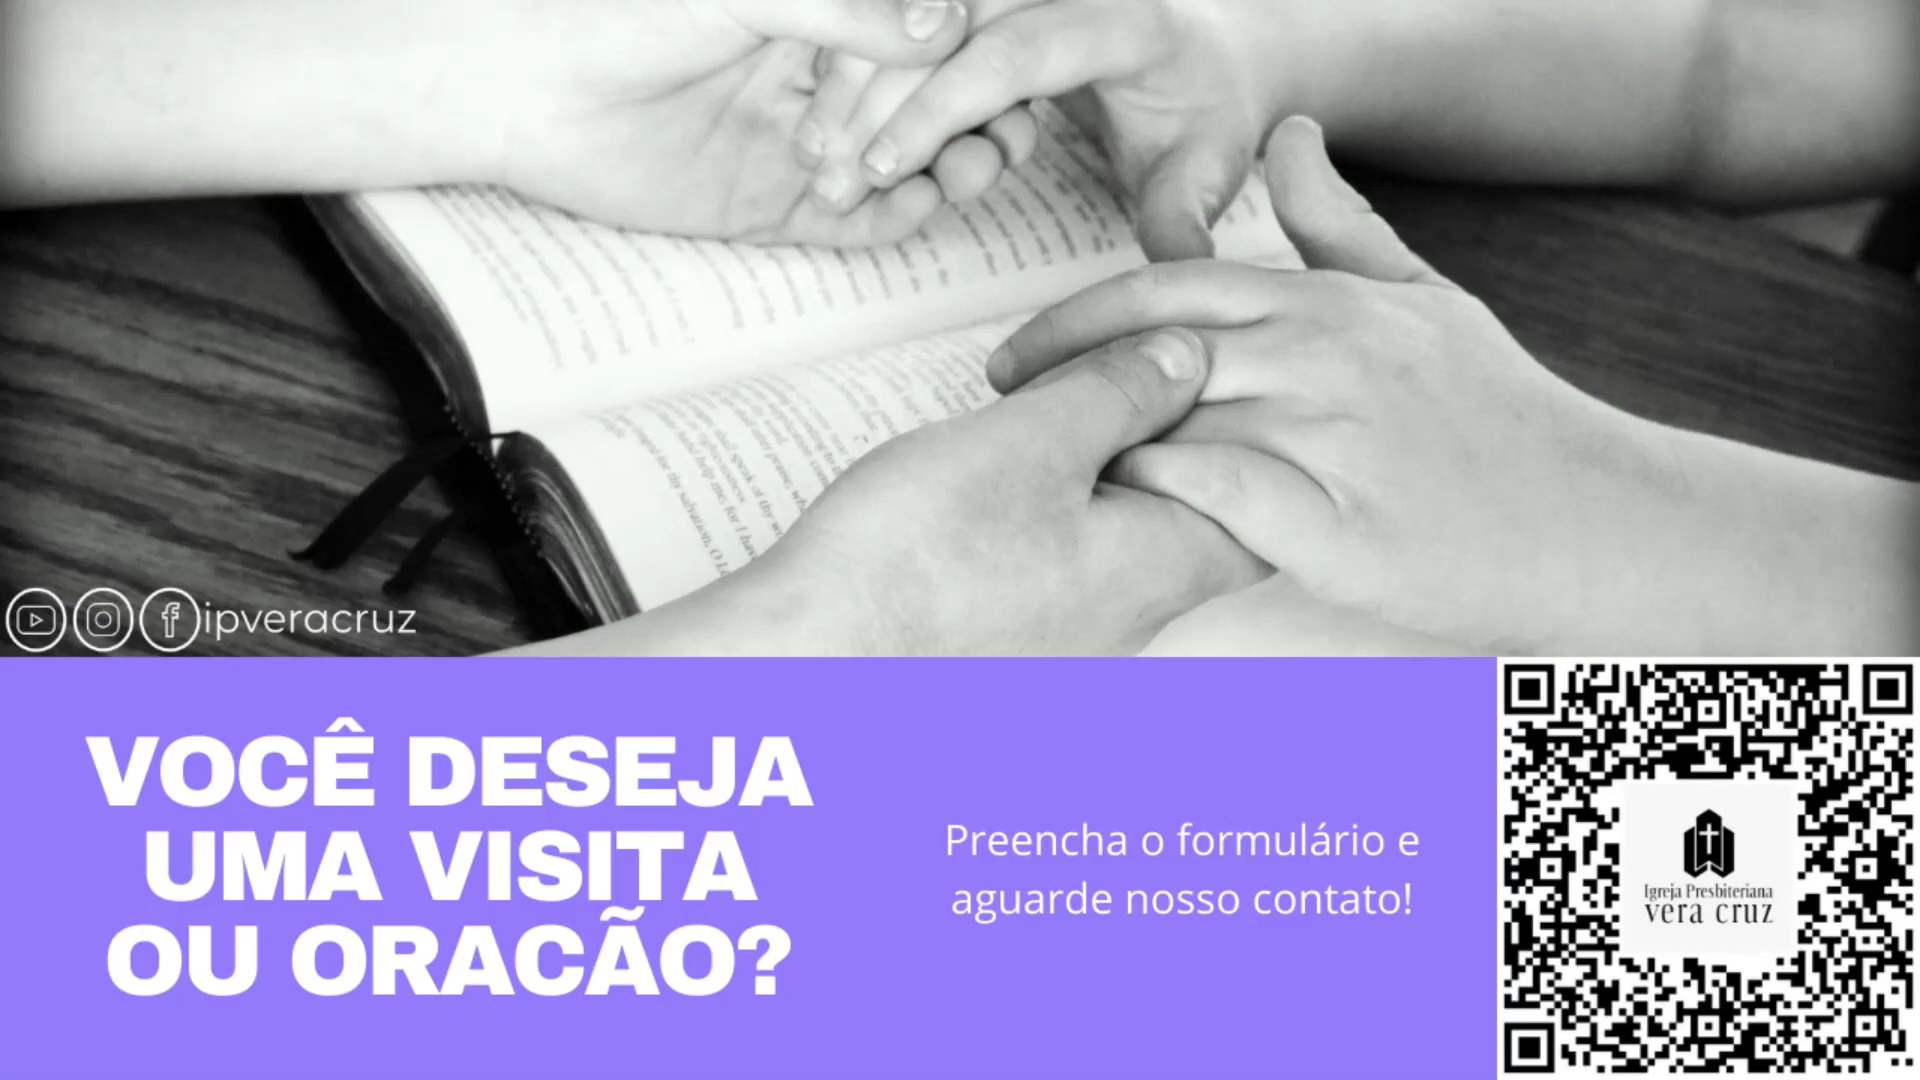 ipveracruz
VOCÊ DESEJA
UMA VISITA
OU ORACÃO?
Preencha o formulário e
aguarde nosso contato!
Igreja Presbiteriana
vera cruz